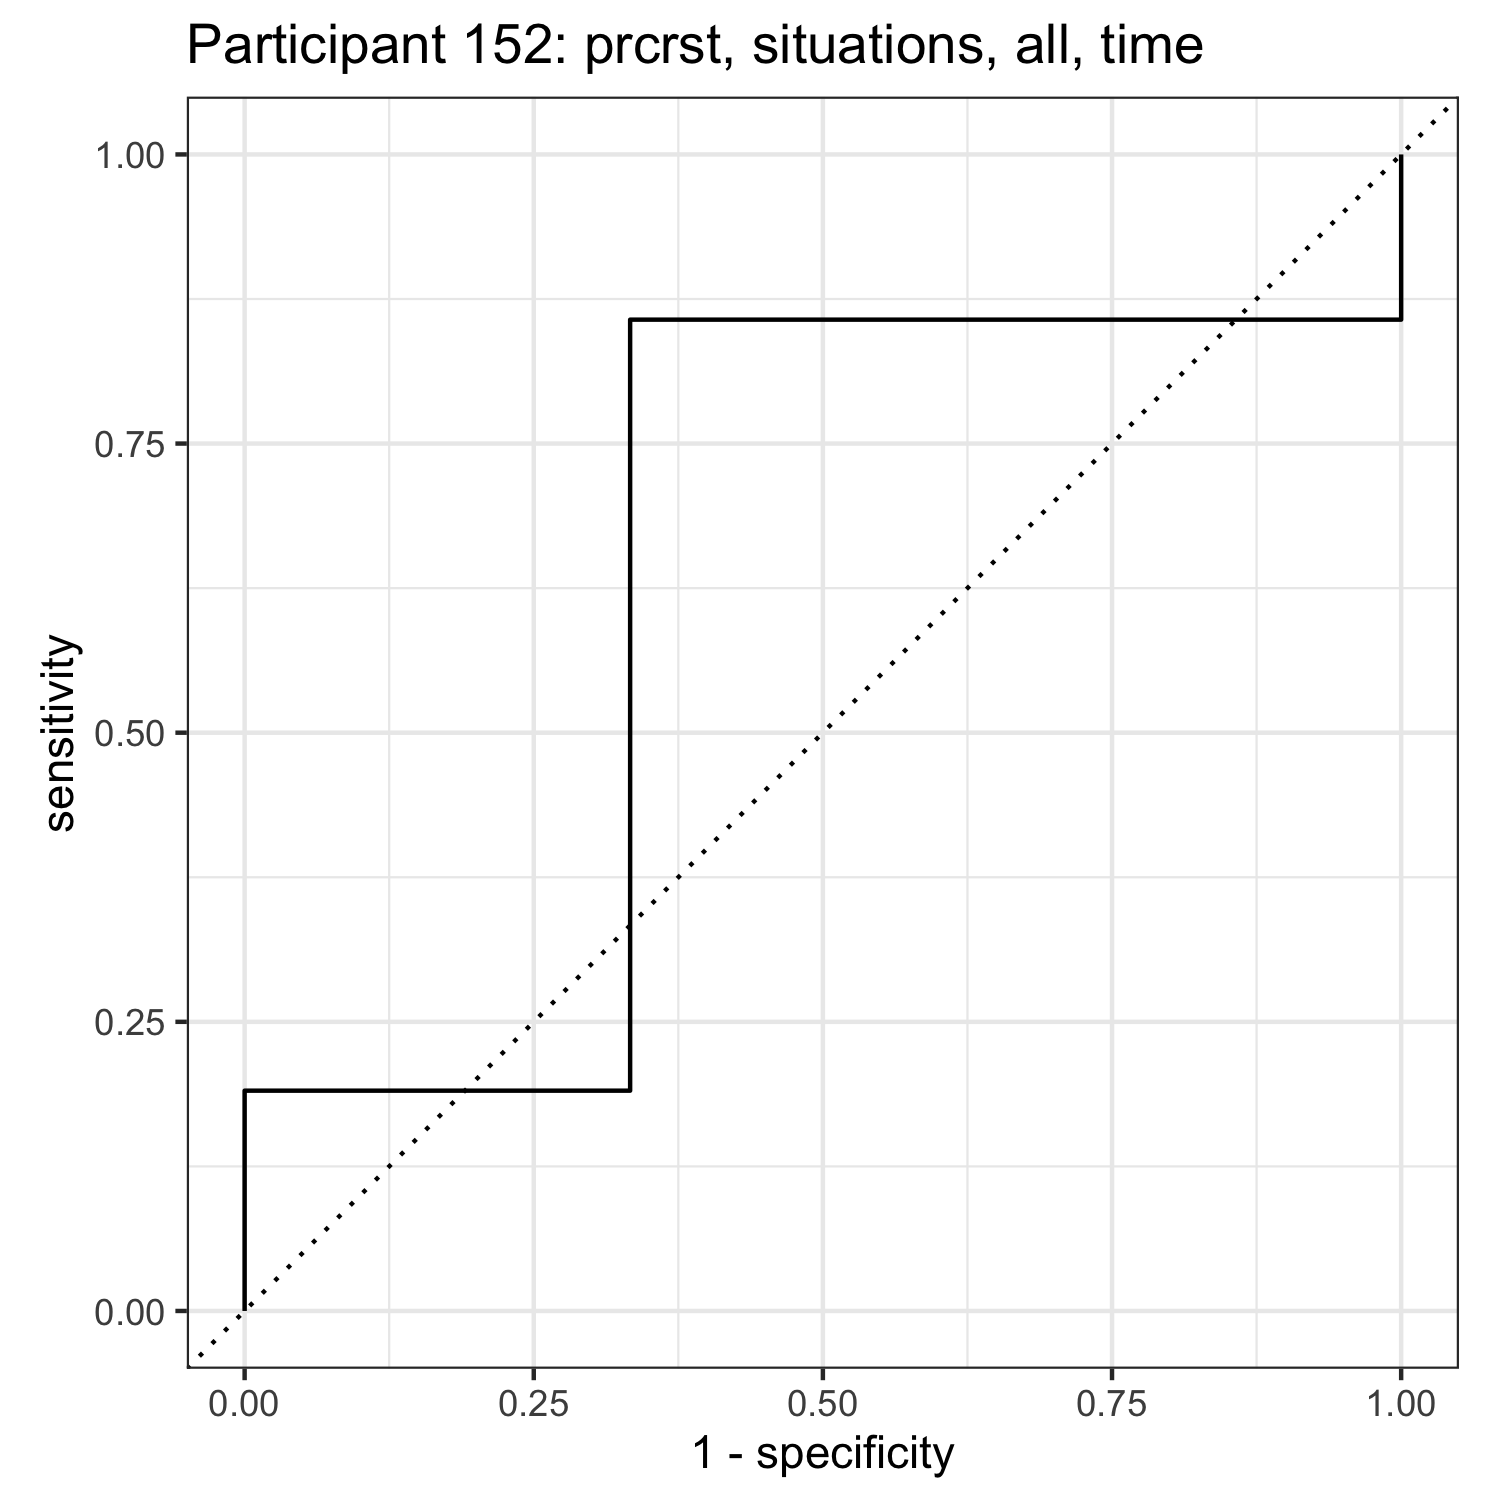 Participant 152: prcrst, situations, all, time
1.00
0.75
0.50
0.25
0.00
sensitivity
0.00 0.25 0.50 0.75 1.00
1 - specificity